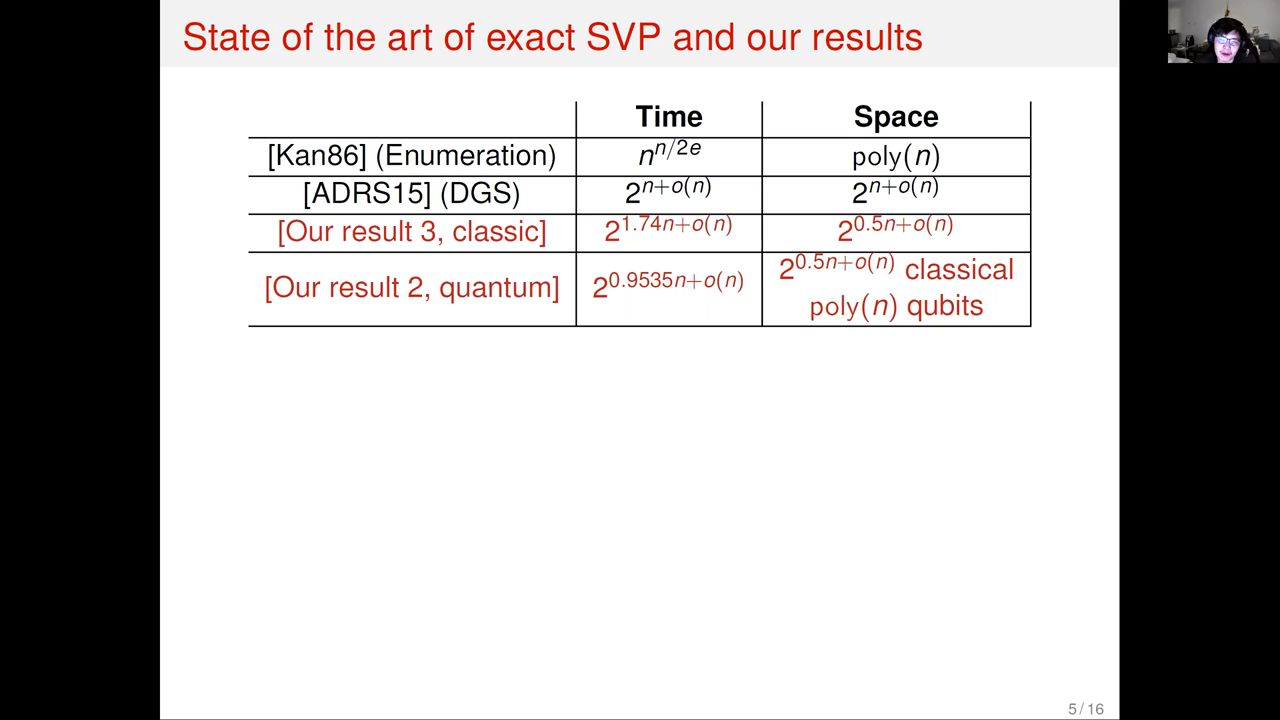 State of the art of exact SVP and our results
Time Space
[Kan86] (Enumeration) n^{n/2e} poly(n)
[ADRS15] (DGS) 2^{n+o(n)} 2^{n+o(n)}
[Our result 3, classic] 2^{1.74n+o(n)} 2^{0.5n+o(n)}
[Our result 2, quantum] 2^{0.9535n+o(n)} 2^{0.5n+o(n)} classical
poly(n) qubits
5 / 16